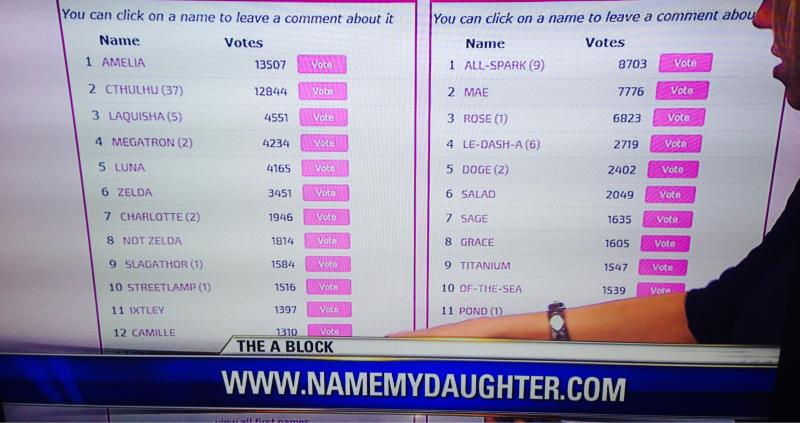 You can click on a name to leave a comment about it
Name Votes
1 AMELIA 13507 Vote
2 CTHULHU (37) 12844 Vote
3 LAQUISHA (5) 4551 Vote
4 MEGATRON (2) 4234 Vote
5 LUNA 4165 Vote
6 ZELDA 3451 Vote
7 CHARLOTTE (2) 1946 Vote
8 NOT ZELDA 1814 Vote
9 SLAGATHOR (1) 1584 Vote
10 STREETLAMP (1) 1516 Vote
11 IXTLEY 1397 Vote
12 CAMILLE 1310 Vote
You can click on a name to leave a comment abou
Name Votes
1 ALL-SPARK (9) 8703 Vote
2 MAE 7776 Vote
3 ROSE (1) 6823 Vote
4 LE-DASH-A (6) 2719 Vote
5 DOGE (2) 2402 Vote
6 SALAD 2049 Vote
7 SAGE 1635 Vote
8 GRACE 1605 Vote
9 TITANIUM 1547 Vote
10 OF-THE-SEA 1539 Vote
11 POND (1)
THE A BLOCK
WWW.NAMEMYDAUGHTER.COM
view all first names